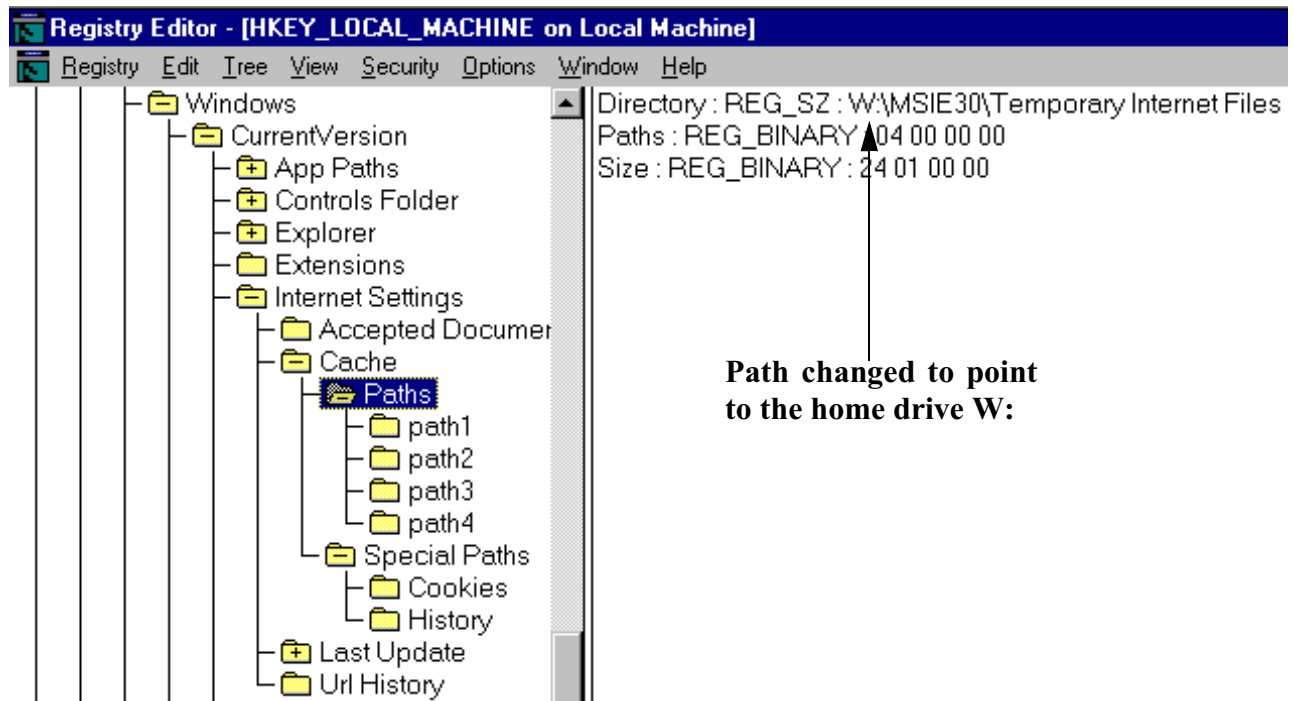 Registry Editor - [HKEY_LOCAL_MACHINE on Local Machine]
Registry Edit Tree View Security Options Window Help
Windows
CurrentVersion
App Paths
Controls Folder
Explorer
Extensions
Internet Settings
Accepted Documer
Cache
Paths
path1
path2
path3
path4
Special Paths
Cookies
History
Last Update
Url History
Directory : REG_SZ : W:\MSIE30\Temporary Internet Files
Paths : REG_BINARY : 04 00 00 00
Size : REG_BINARY : 24 01 00 00
Path changed to point
to the home drive W: